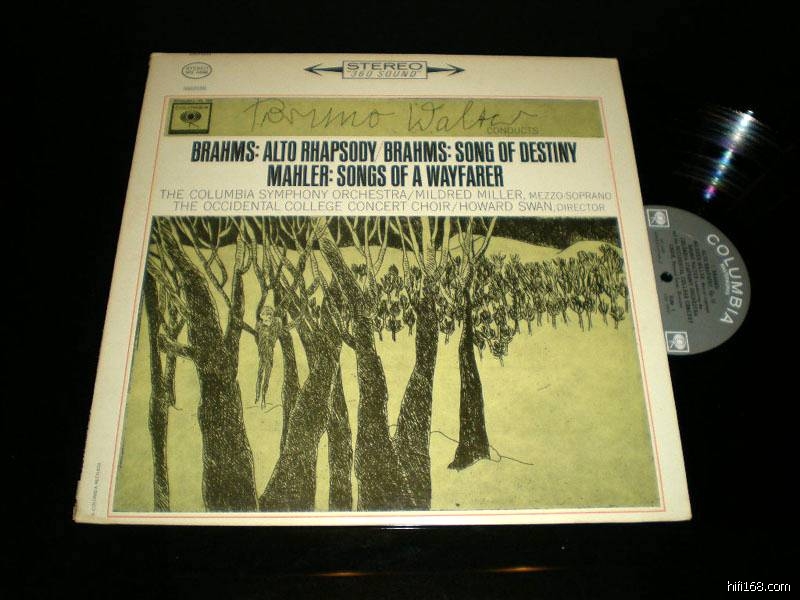 STEREO
"360 SOUND"
COLUMBIA
Bruno Walter
CONDUCTS
BRAHMS: ALTO RHAPSODY/BRAHMS: SONG OF DESTINY
MAHLER: SONGS OF A WAYFARER
THE COLUMBIA SYMPHONY ORCHESTRA/MILDRED MILLER, MEZZO-SOPRANO
THE OCCIDENTAL COLLEGE CONCERT CHOIR/HOWARD SWAN, DIRECTOR
COLUMBIA
hifi168.com